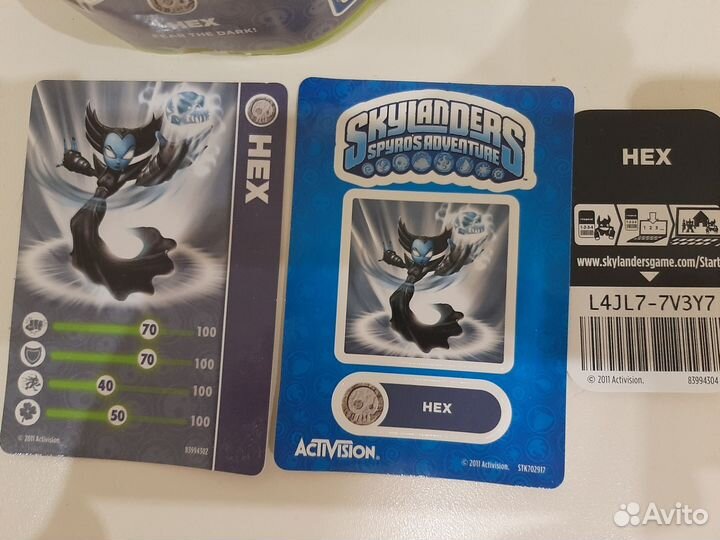 HEX
FEAR THE DARK!
HEX
70 100
70 100
40 100
50 100
© 2011 Activision. 83994302
SKYLANDERS
SPYRO'S ADVENTURE
HEX
ACTIVISION.
© 2011 Activision. STK702917
HEX
www.skylandersgame.com/Start
L4JL7-7V3Y7
© 2011 Activision. 83994304
Avito